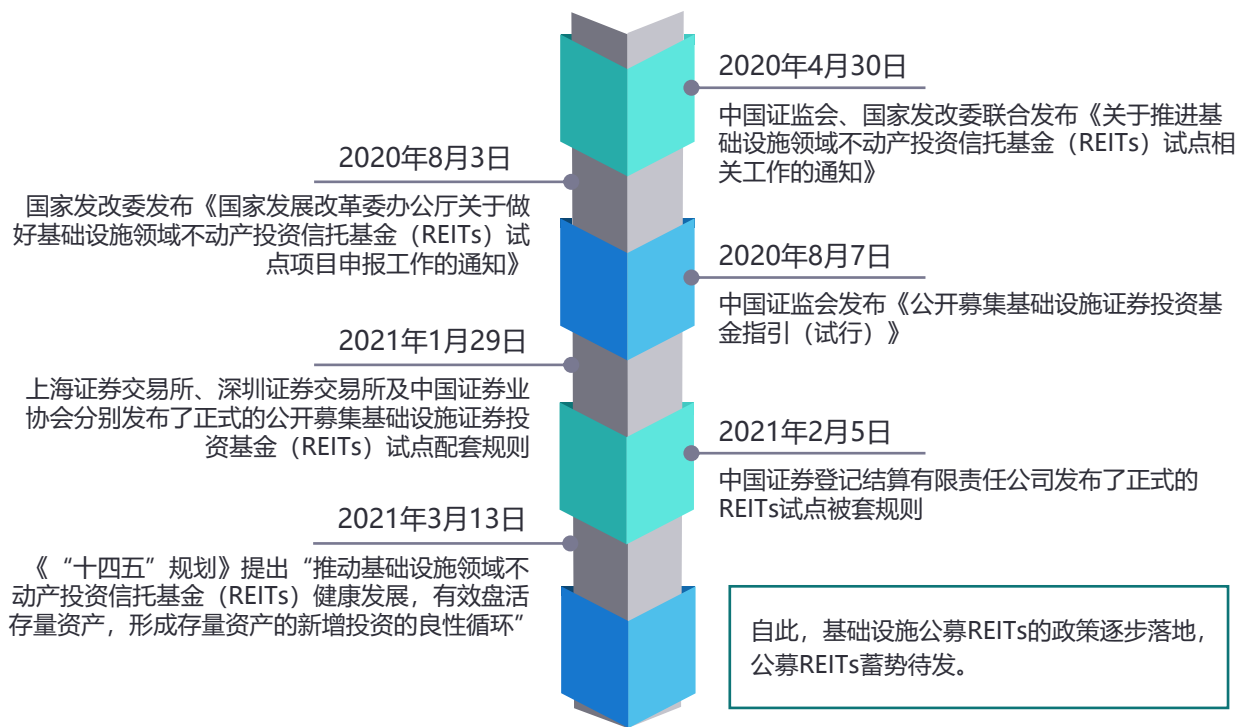 2020年4月30日
中国证监会、国家发改委联合发布《关于推进基
础设施领域不动产投资信托基金（REITs）试点相
关工作的通知》
2020年8月3日
国家发改委发布《国家发展改革委办公厅关于做
好基础设施领域不动产投资信托基金（REITs）试
点项目申报工作的通知》
2020年8月7日
中国证监会发布《公开募集基础设施证券投资基
金指引（试行）》
2021年1月29日
上海证券交易所、深圳证券交易所及中国证券业
协会分别发布了正式的公开募集基础设施证券投
资基金（REITs）试点配套规则
2021年2月5日
中国证券登记结算有限责任公司发布了正式的
REITs试点被套规则
2021年3月13日
《“十四五”规划》提出“推动基础设施领域不
动产投资信托基金（REITs）健康发展，有效盘活
存量资产，形成存量资产的新增投资的良性循环”
自此，基础设施公募REITs的政策逐步落地，
公募REITs蓄势待发。